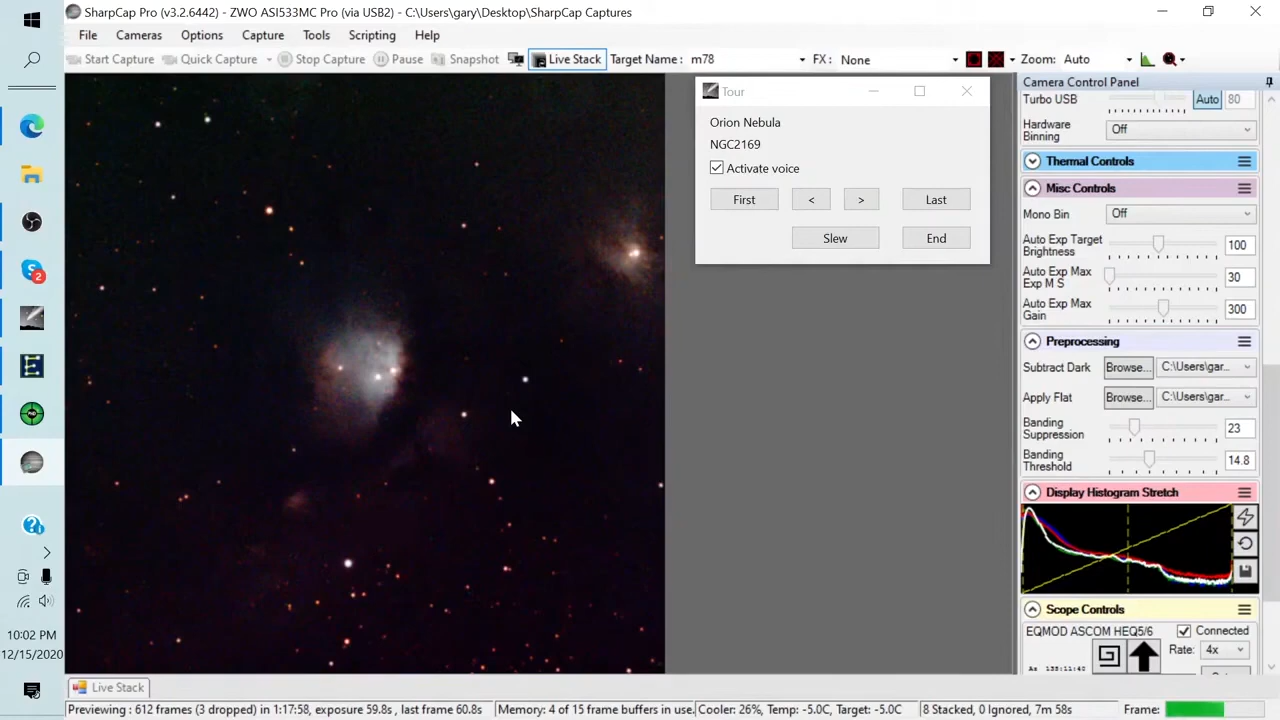 SharpCap Pro (v3.2.6442) - ZWO ASI533MC Pro (via USB2) - C:\Users\gary\Desktop\SharpCap Captures
File Cameras Options Capture Tools Scripting Help
Start Capture Quick Capture Stop Capture Pause Snapshot Live Stack Target Name : m78 FX : None Zoom: Auto
Tour
Orion Nebula
NGC2169
Activate voice
First < > Last
Slew End
Camera Control Panel
Turbo USB Auto 80
Hardware
Binning Off
Thermal Controls
Misc Controls
Mono Bin Off
Auto Exp Target
Brightness 100
Auto Exp Max
Exp M S 30
Auto Exp Max
Gain 300
Preprocessing
Subtract Dark Browse... C:\Users\gar...
Apply Flat Browse... C:\Users\gar...
Banding
Suppression 23
Banding
Threshold 14.8
Display Histogram Stretch
Scope Controls
EQMOD ASCOM HEQ5/6 Connected
Rate: 4x
2
10:02 PM
12/15/2020
Live Stack
Previewing : 612 frames (3 dropped) in 1:17:58, exposure 59.8s , last frame 60.8s Memory: 4 of 15 frame buffers in use. Cooler: 26%, Temp: -5.0C, Target: -5.0C 8 Stacked, 0 Ignored, 7m 58s Frame: